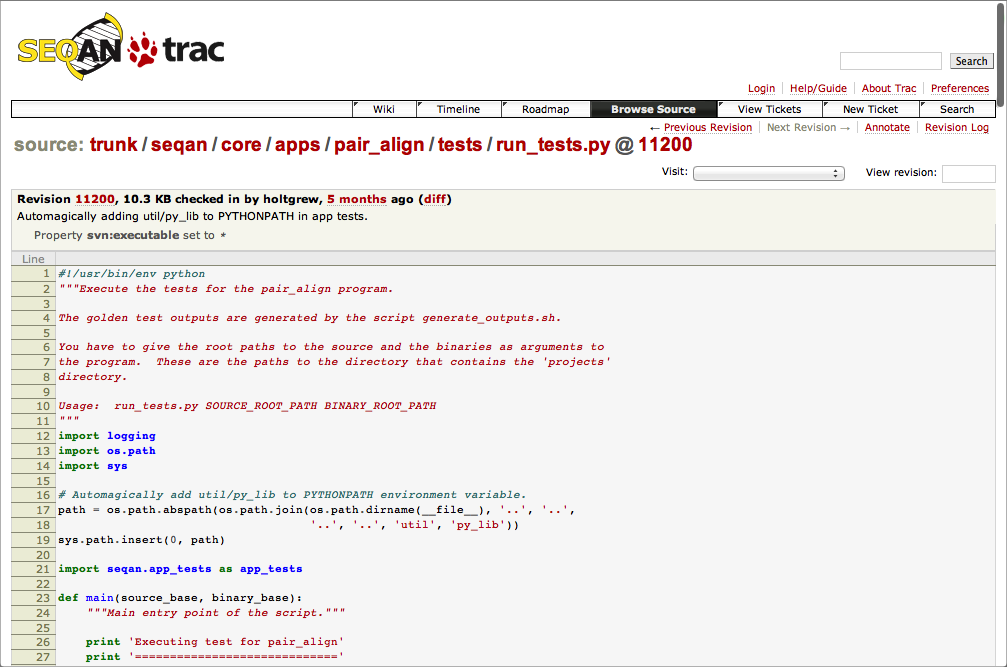 SEQAN trac
Search
Login Help/Guide About Trac Preferences
Wiki Timeline Roadmap Browse Source View Tickets New Ticket Search
← Previous Revision Next Revision → Annotate Revision Log
source: trunk / seqan / core / apps / pair_align / tests / run_tests.py @ 11200
Visit: View revision:
Revision 11200, 10.3 KB checked in by holtgrew, 5 months ago (diff)
Automagically adding util/py_lib to PYTHONPATH in app tests.
Property svn:executable set to *
Line
1 #!/usr/bin/env python
2 """Execute the tests for the pair_align program.
3
4 The golden test outputs are generated by the script generate_outputs.sh.
5
6 You have to give the root paths to the source and the binaries as arguments to
7 the program.  These are the paths to the directory that contains the 'projects'
8 directory.
9
10 Usage:  run_tests.py SOURCE_ROOT_PATH BINARY_ROOT_PATH
11 """
12 import logging
13 import os.path
14 import sys
15
16 # Automagically add util/py_lib to PYTHONPATH environment variable.
17 path = os.path.abspath(os.path.join(os.path.dirname(__file__), '..', '..',
18                                     '..', '..', 'util', 'py_lib'))
19 sys.path.insert(0, path)
20
21 import seqan.app_tests as app_tests
22
23 def main(source_base, binary_base):
24     """Main entry point of the script."""
25
26     print 'Executing test for pair_align'
27     print '============================='